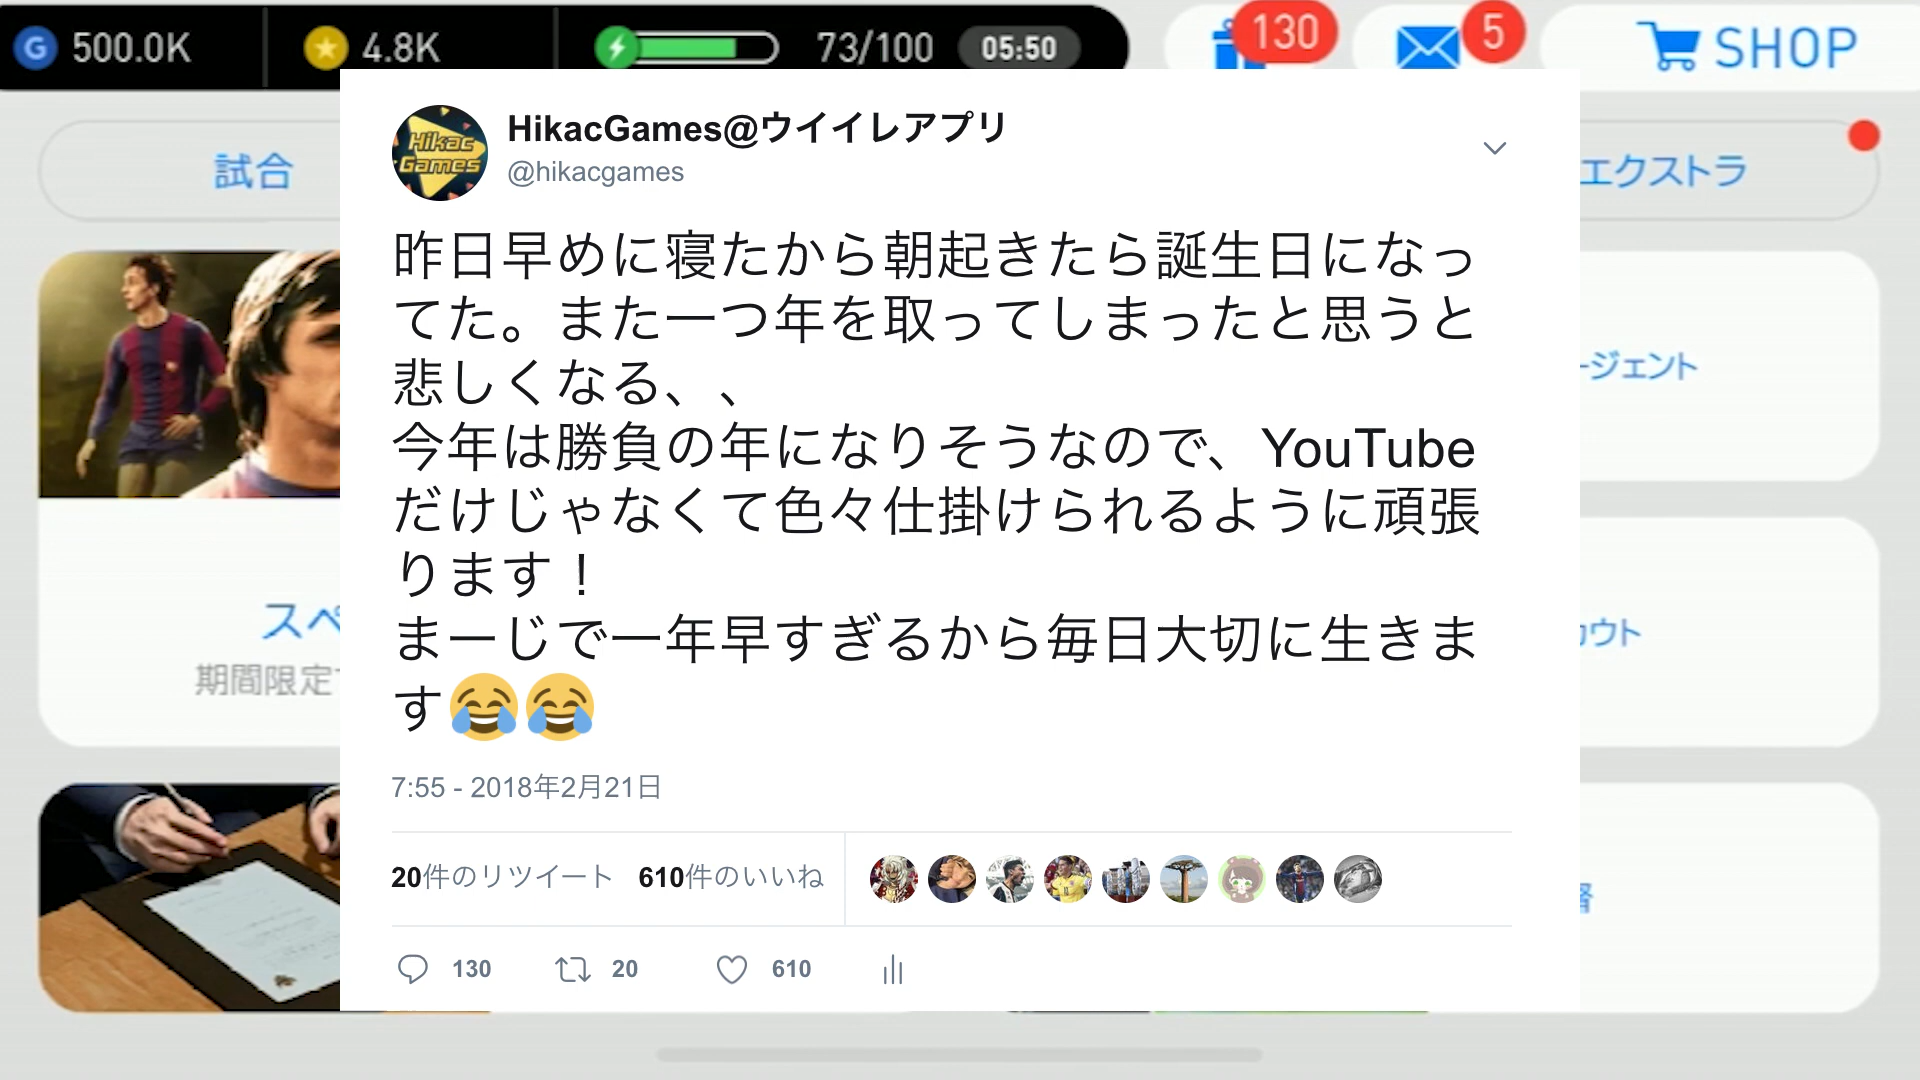 500.0K
4.8K
73/100
05:50
130
5
SHOP
試合
エクストラ
HikacGames@ウイイレアプリ
@hikacgames
Hikac
Games
昨日早めに寝たから朝起きたら誕生日になっ
てた。また一つ年を取ってしまったと思うと
悲しくなる、、
今年は勝負の年になりそうなので、YouTube
だけじゃなくて色々仕掛けられるように頑張
ります！
まーじで一年早すぎるから毎日大切に生きま
す😂😂
7:55 - 2018年2月21日
20件のリツイート 610件のいいね
130 20 610
スペ
期間限定
ージェント
カウト